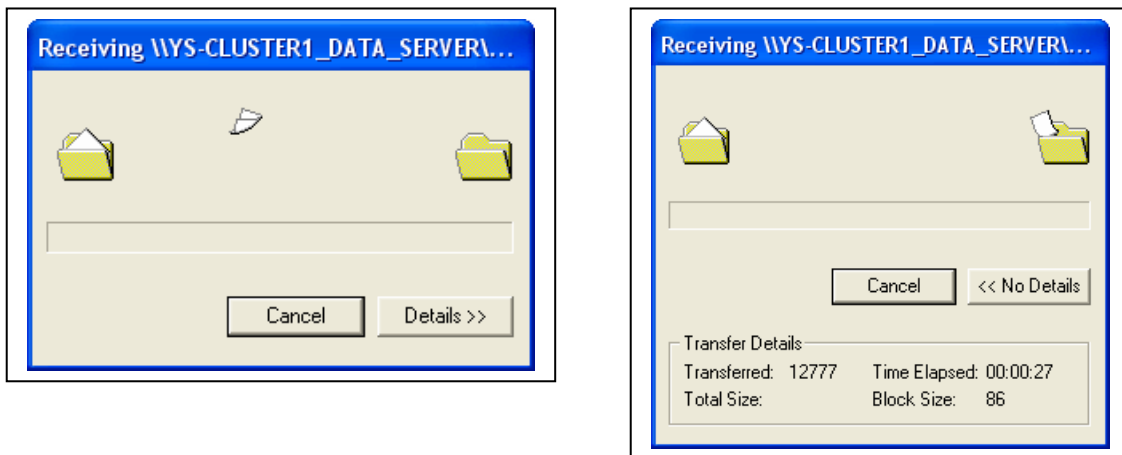 Receiving \\YS-CLUSTER1_DATA_SERVER\...
Cancel
Details >>
Receiving \\YS-CLUSTER1_DATA_SERVER\...
Cancel
<< No Details
Transfer Details
Transferred: 12777 Time Elapsed: 00:00:27
Total Size: Block Size: 86